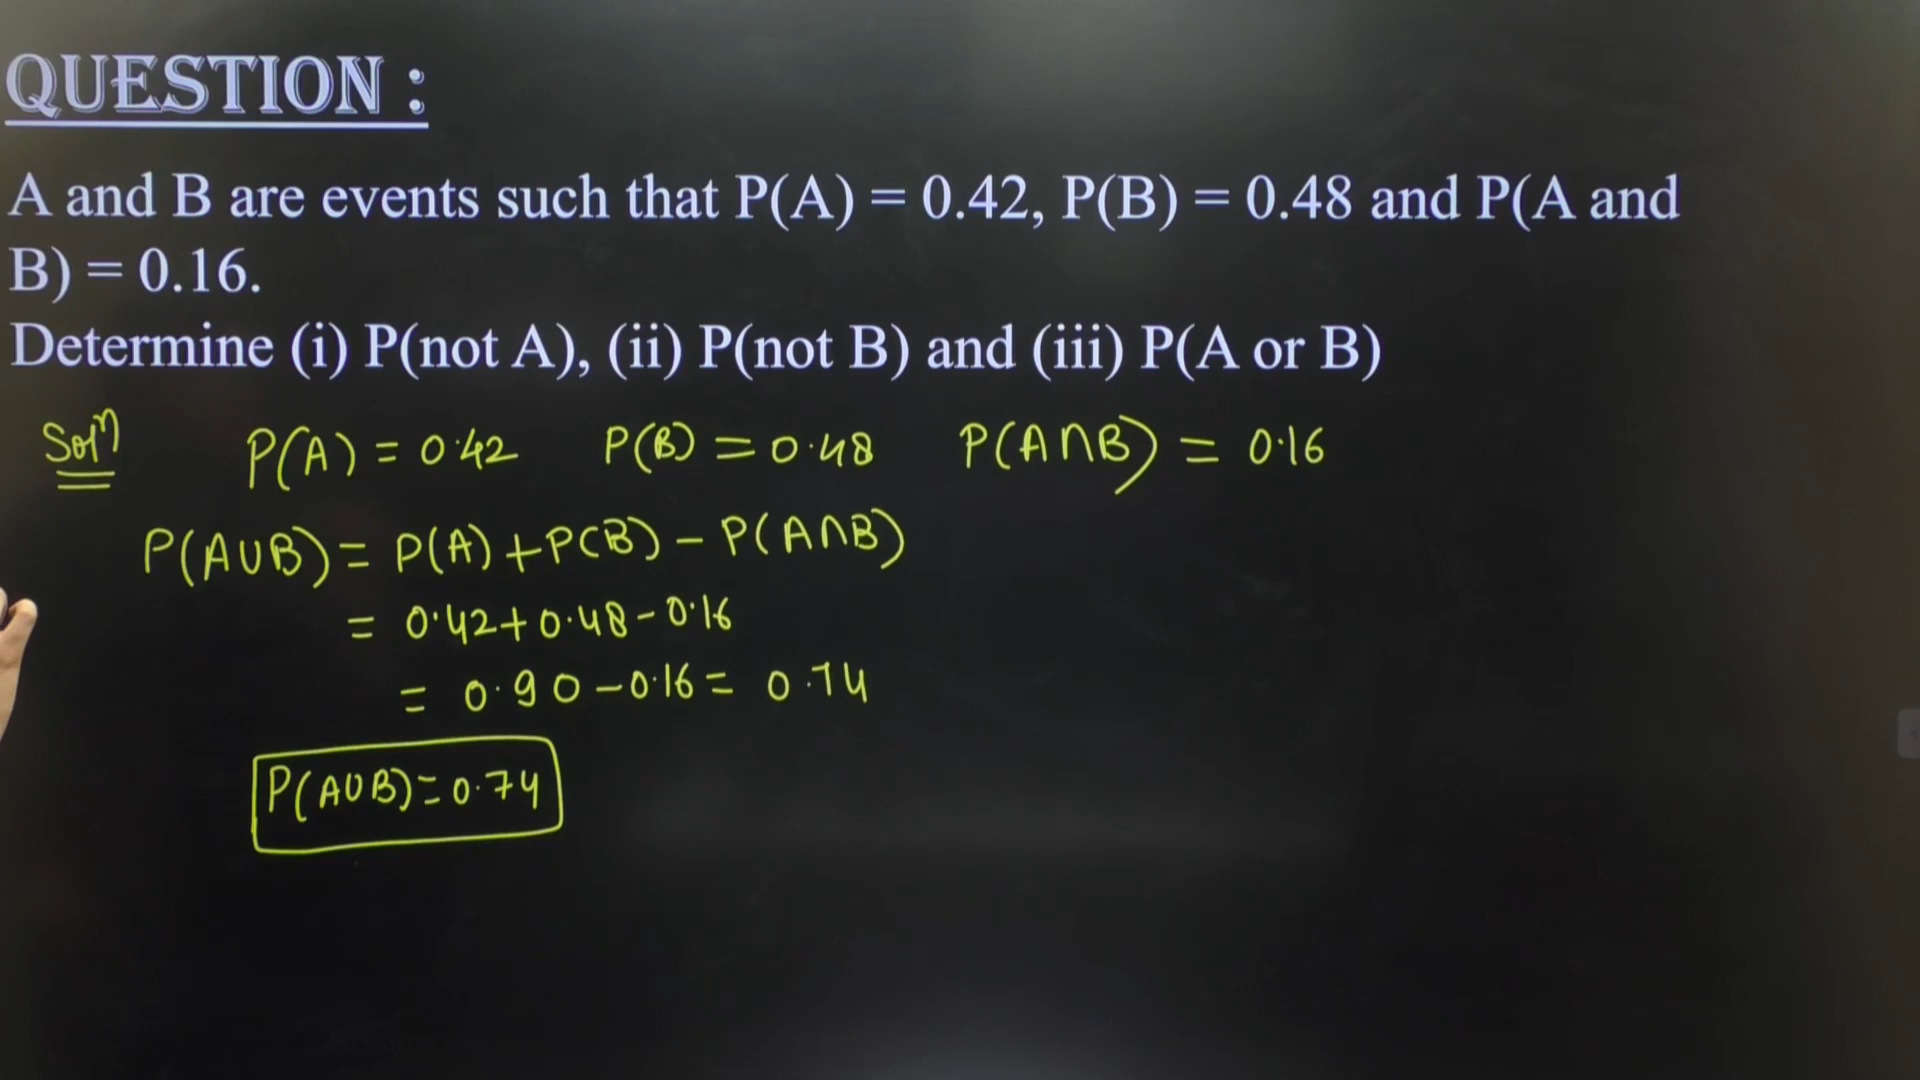 QUESTION :
A and B are events such that P(A) = 0.42, P(B) = 0.48 and P(A and
B) = 0.16.
Determine (i) P(not A), (ii) P(not B) and (iii) P(A or B)
Solⁿ P(A) = 0.42 P(B) = 0.48 P(A∩B) = 0.16
P(A∪B) = P(A) + P(B) - P(A∩B)
= 0.42 + 0.48 - 0.16
= 0.90 - 0.16 = 0.74
P(A∪B) = 0.74